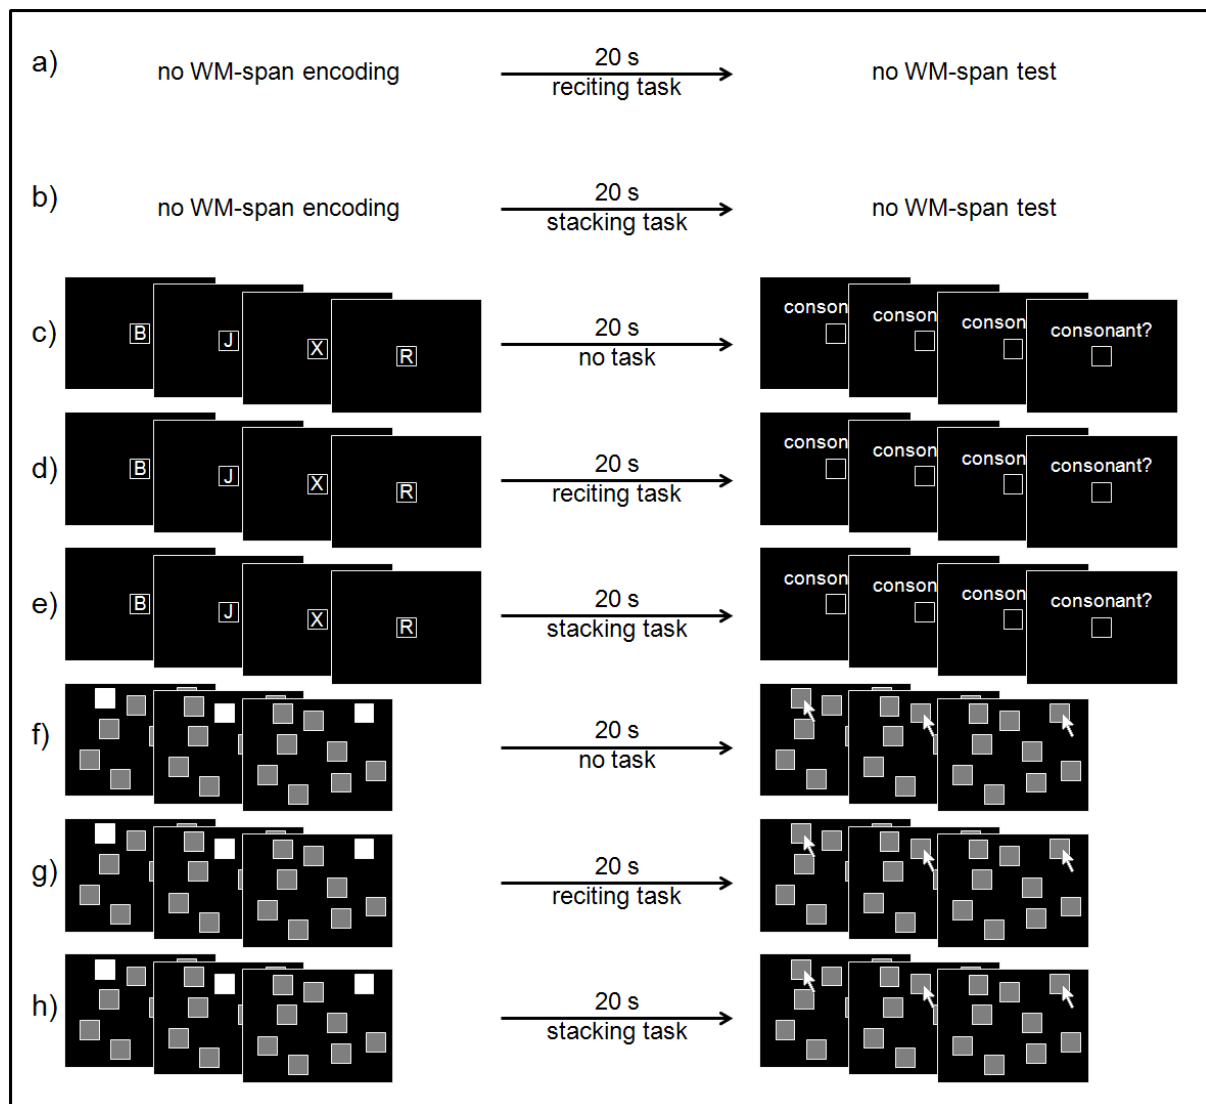 a)
no WM-span encoding
20 s
reciting task
no WM-span test
b)
no WM-span encoding
20 s
stacking task
no WM-span test
c)
B
J
X
R
20 s
no task
conson
conson
conson
consonant?
d)
B
J
X
R
20 s
reciting task
conson
conson
conson
consonant?
e)
B
J
X
R
20 s
stacking task
conson
conson
conson
consonant?
f)
20 s
no task
g)
20 s
reciting task
h)
20 s
stacking task